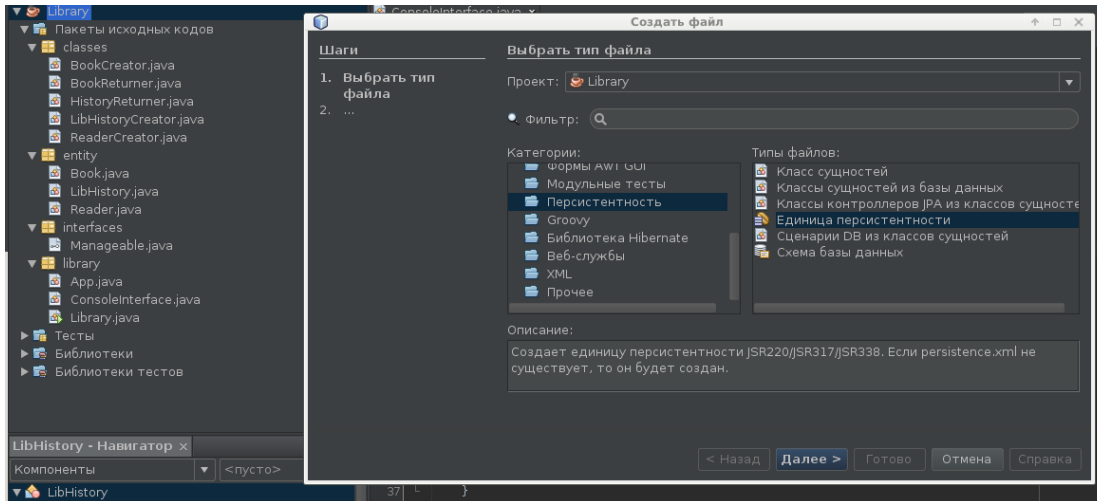 Library
Пакеты исходных кодов
classes
BookCreator.java
BookReturner.java
HistoryReturner.java
LibHistoryCreator.java
ReaderCreator.java
entity
Book.java
LibHistory.java
Reader.java
interfaces
Manageable.java
library
App.java
ConsoleInterface.java
Library.java
Тесты
Библиотеки
Библиотеки тестов
LibHistory - Навигатор
Компоненты
<пусто>
LibHistory
ConsoleInterface.java
Создать файл
Шаги
1. Выбрать тип
файла
2. ...
Выбрать тип файла
Проект: Library
Фильтр:
Категории:
Формы AWT GUI
Модульные тесты
Персистентность
Groovy
Библиотека Hibernate
Веб-службы
XML
Прочее
Типы файлов:
Класс сущностей
Классы сущностей из базы данных
Классы контроллеров JPA из классов сущносте
Единица персистентности
Сценарии DB из классов сущностей
Схема базы данных
Описание:
Создает единицу персистентности JSR220/JSR317/JSR338. Если persistence.xml не
существует, то он будет создан.
< Назад Далее > Готово Отмена Справка
37 }